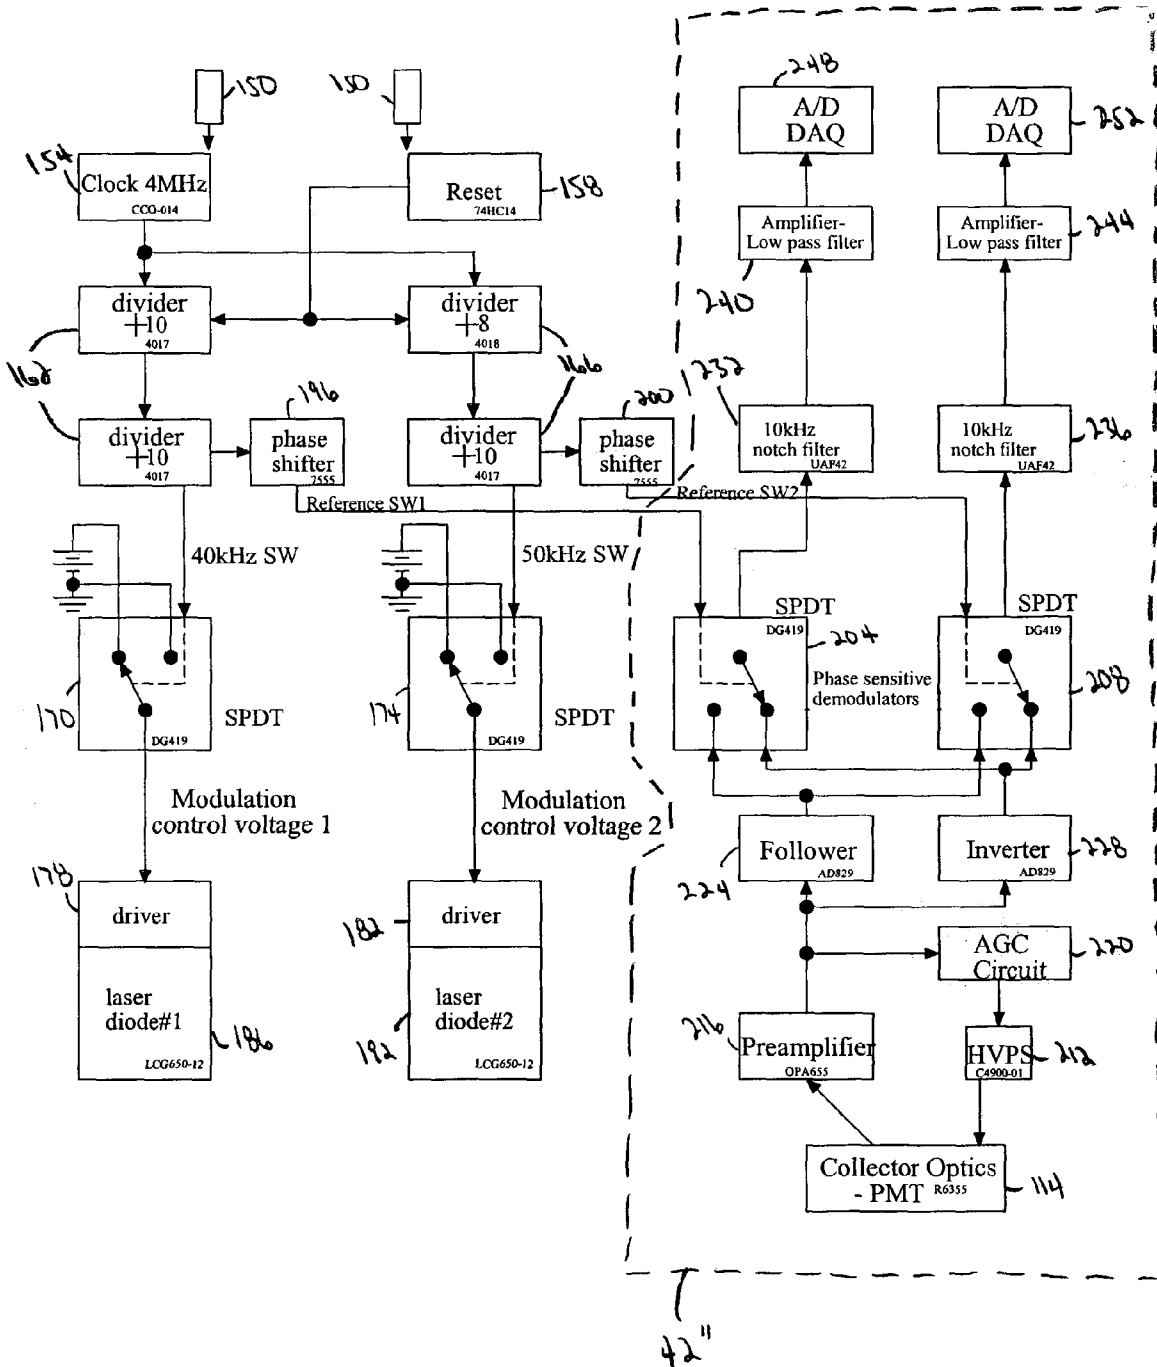 248
A/D
DAQ
A/D
DAQ
252
150
150
154
Clock 4MHz
CCO-014
Reset
74HC14
158
Amplifier-
Low pass filter
240
Amplifier-
Low pass filter
244
divider
÷10
4017
divider
÷8
4018
162
166
232
196
200
divider
÷10
4017
phase
shifter
7555
divider
÷10
4017
phase
shifter
7555
10kHz
notch filter
UAF42
10kHz
notch filter
UAF42
236
Reference SW1
Reference SW2
40kHz SW
50kHz SW
SPDT
SPDT
DG419
204
DG419
Phase sensitive
demodulators
208
170
SPDT
DG419
174
SPDT
DG419
Modulation
control voltage 1
Modulation
control voltage 2
Follower
AD829
224
Inverter
AD829
228
178
driver
182
driver
AGC
Circuit
220
laser
diode#1
LCG650-12
186
192
laser
diode#2
LCG650-12
216
Preamplifier
OPA655
HVPS
C4900-01
212
Collector Optics
- PMT R6355
114
42"